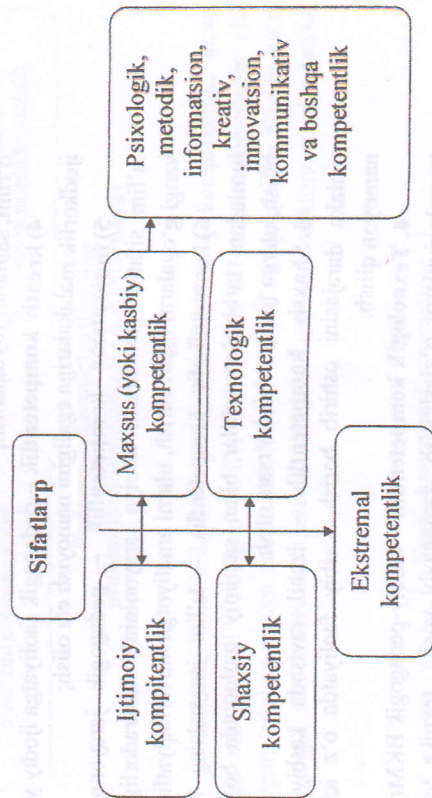 Sifatlarp
Ijtimoiy
kompitentlik
Maxsus (yoki kasbiy)
kompetentlik
Psixologik,
metodik,
informatsion,
kreativ,
innovatsion,
kommunikativ
va boshqa
kompetentlik
Shaxsiy
kompetentlik
Texnologik
kompetentlik
Ekstremal
kompetentlik